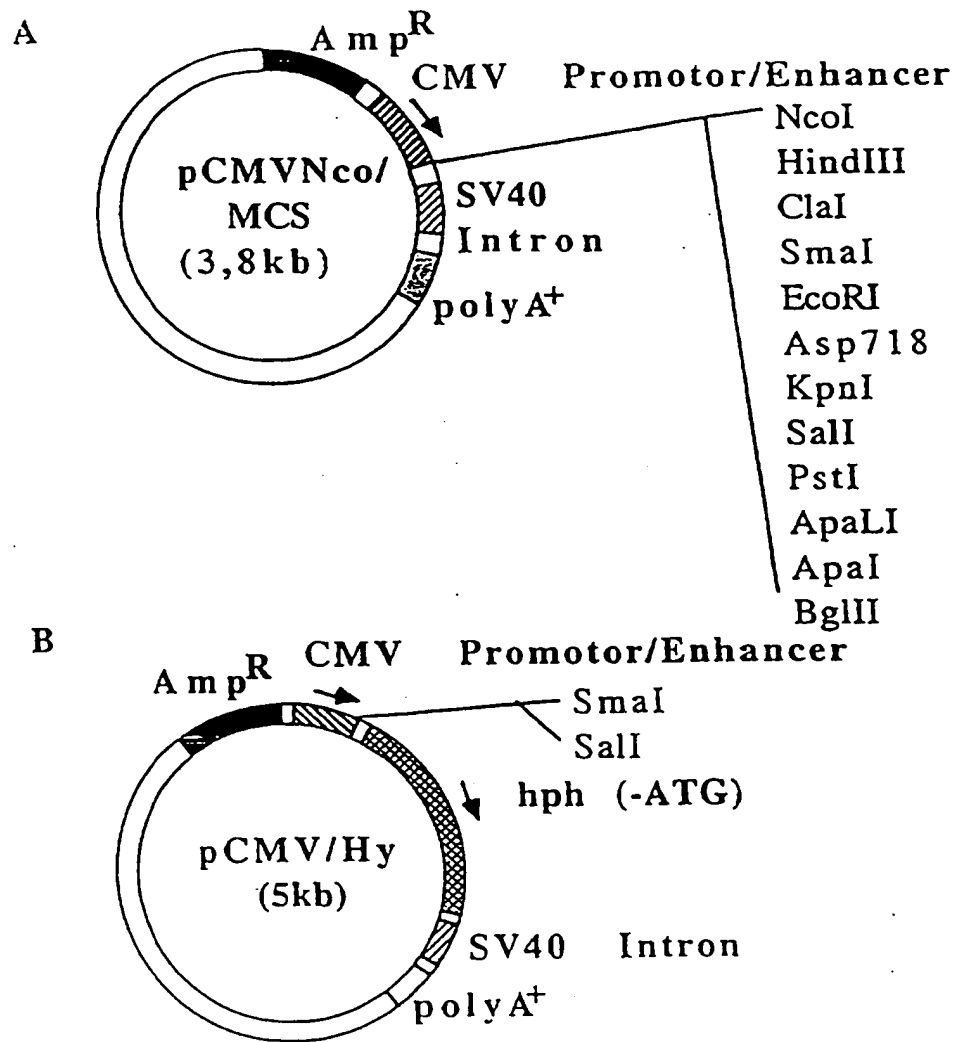 A
AmpR
CMV Promotor/Enhancer
NcoI
HindIII
ClaI
SmaI
EcoRI
Asp718
KpnI
SalI
PstI
ApaLI
ApaI
BglII
pCMVNco/
MCS
(3,8kb)
SV40
Intron
polyA+
B
AmpR
CMV Promotor/Enhancer
SmaI
SalI
hph (-ATG)
pCMV/Hy
(5kb)
SV40 Intron
polyA+